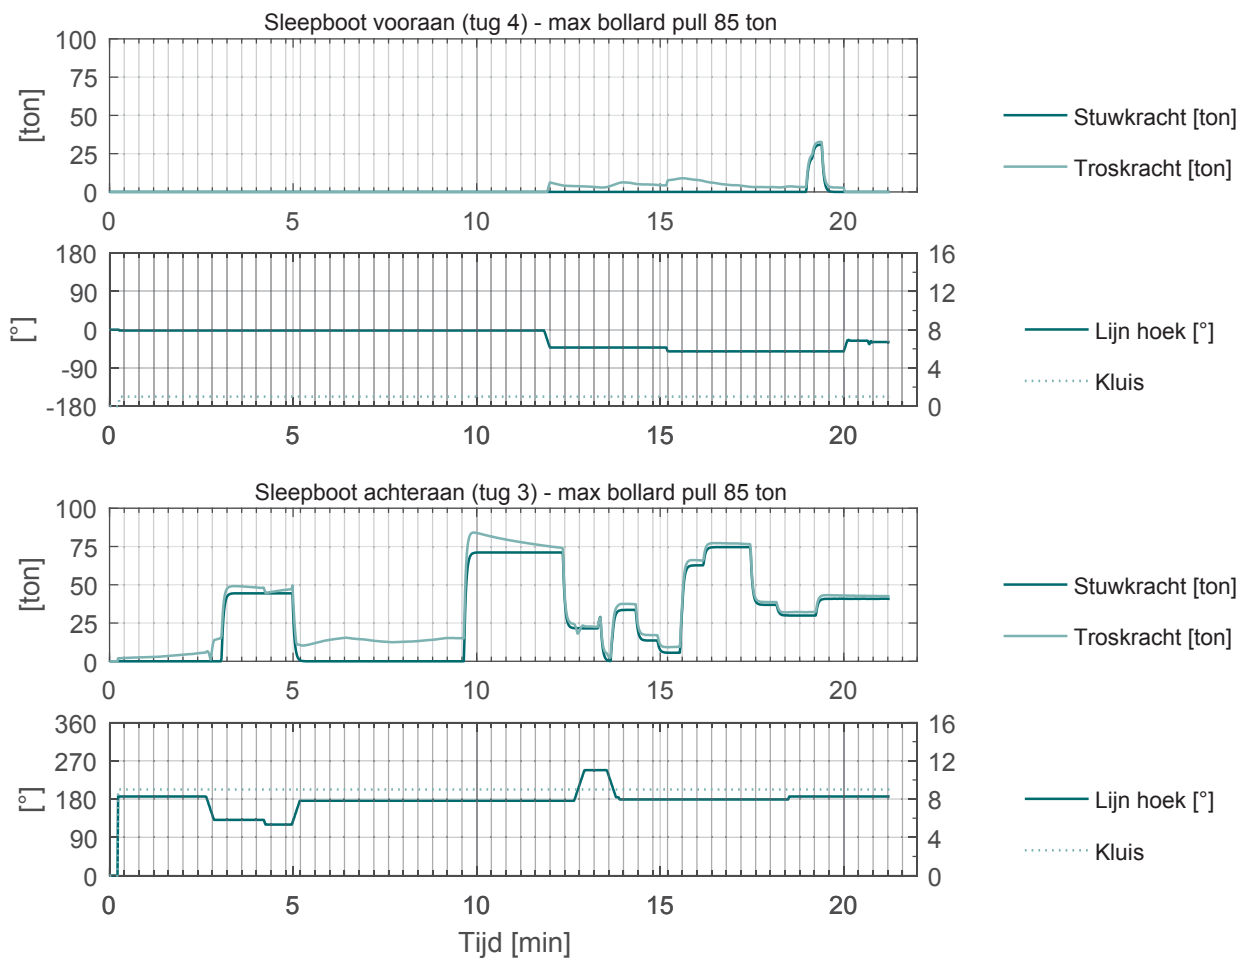 Sleepboot vooraan (tug 4) - max bollard pull 85 ton
100
75
50
25
0
[ton]
0 5 10 15 20
Stuwkracht [ton]
Troskracht [ton]
180
90
0
-90
-180
[°]
16
12
8
4
0
0 5 10 15 20
Lijn hoek [°]
Kluis
Sleepboot achteraan (tug 3) - max bollard pull 85 ton
100
75
50
25
0
[ton]
0 5 10 15 20
Stuwkracht [ton]
Troskracht [ton]
360
270
180
90
0
[°]
16
12
8
4
0
0 5 10 15 20
Lijn hoek [°]
Kluis
Tijd [min]